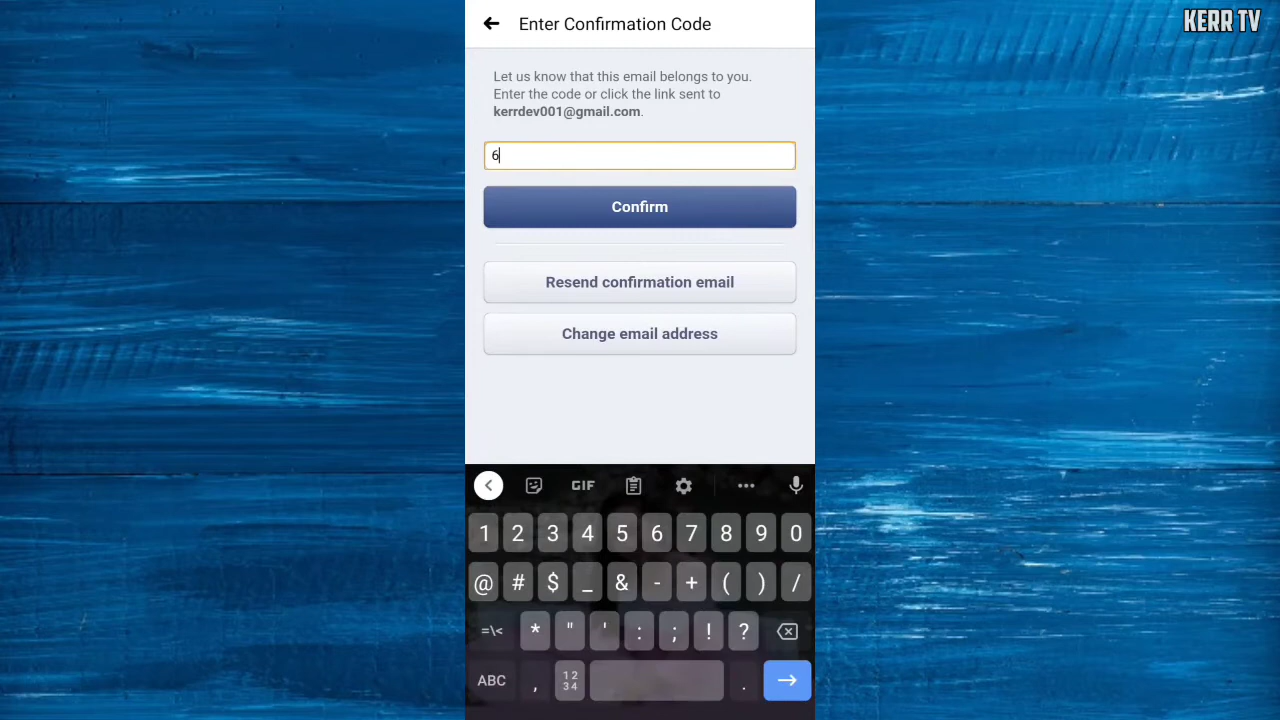 KERR TV
Enter Confirmation Code
Let us know that this email belongs to you.
Enter the code or click the link sent to
kerrdev001@gmail.com.
6
Confirm
Resend confirmation email
Change email address
GIF
1 2 3 4 5 6 7 8 9 0
@ # $ _ & - + ( ) /
=\< * " ' : ; ! ?
ABC , 12 34 .